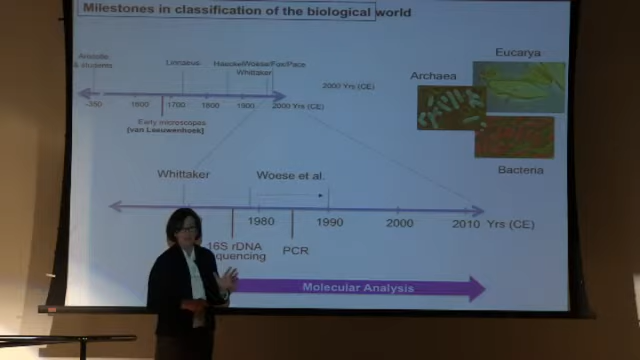 Milestones in classification of the biological world
Aristotle
& students
Linnaeus
Haeckel/Woese/Fox/Pace
Whittaker
2000 Yrs (CE)
-350
1600
1700
1800
1900
2000 Yrs (CE)
Early microscopes
[van Leeuwenhoek]
Eucarya
Archaea
Bacteria
Whittaker
Woese et al.
1980
1990
2000
2010 Yrs (CE)
16S rDNA
quencing
PCR
Molecular Analysis